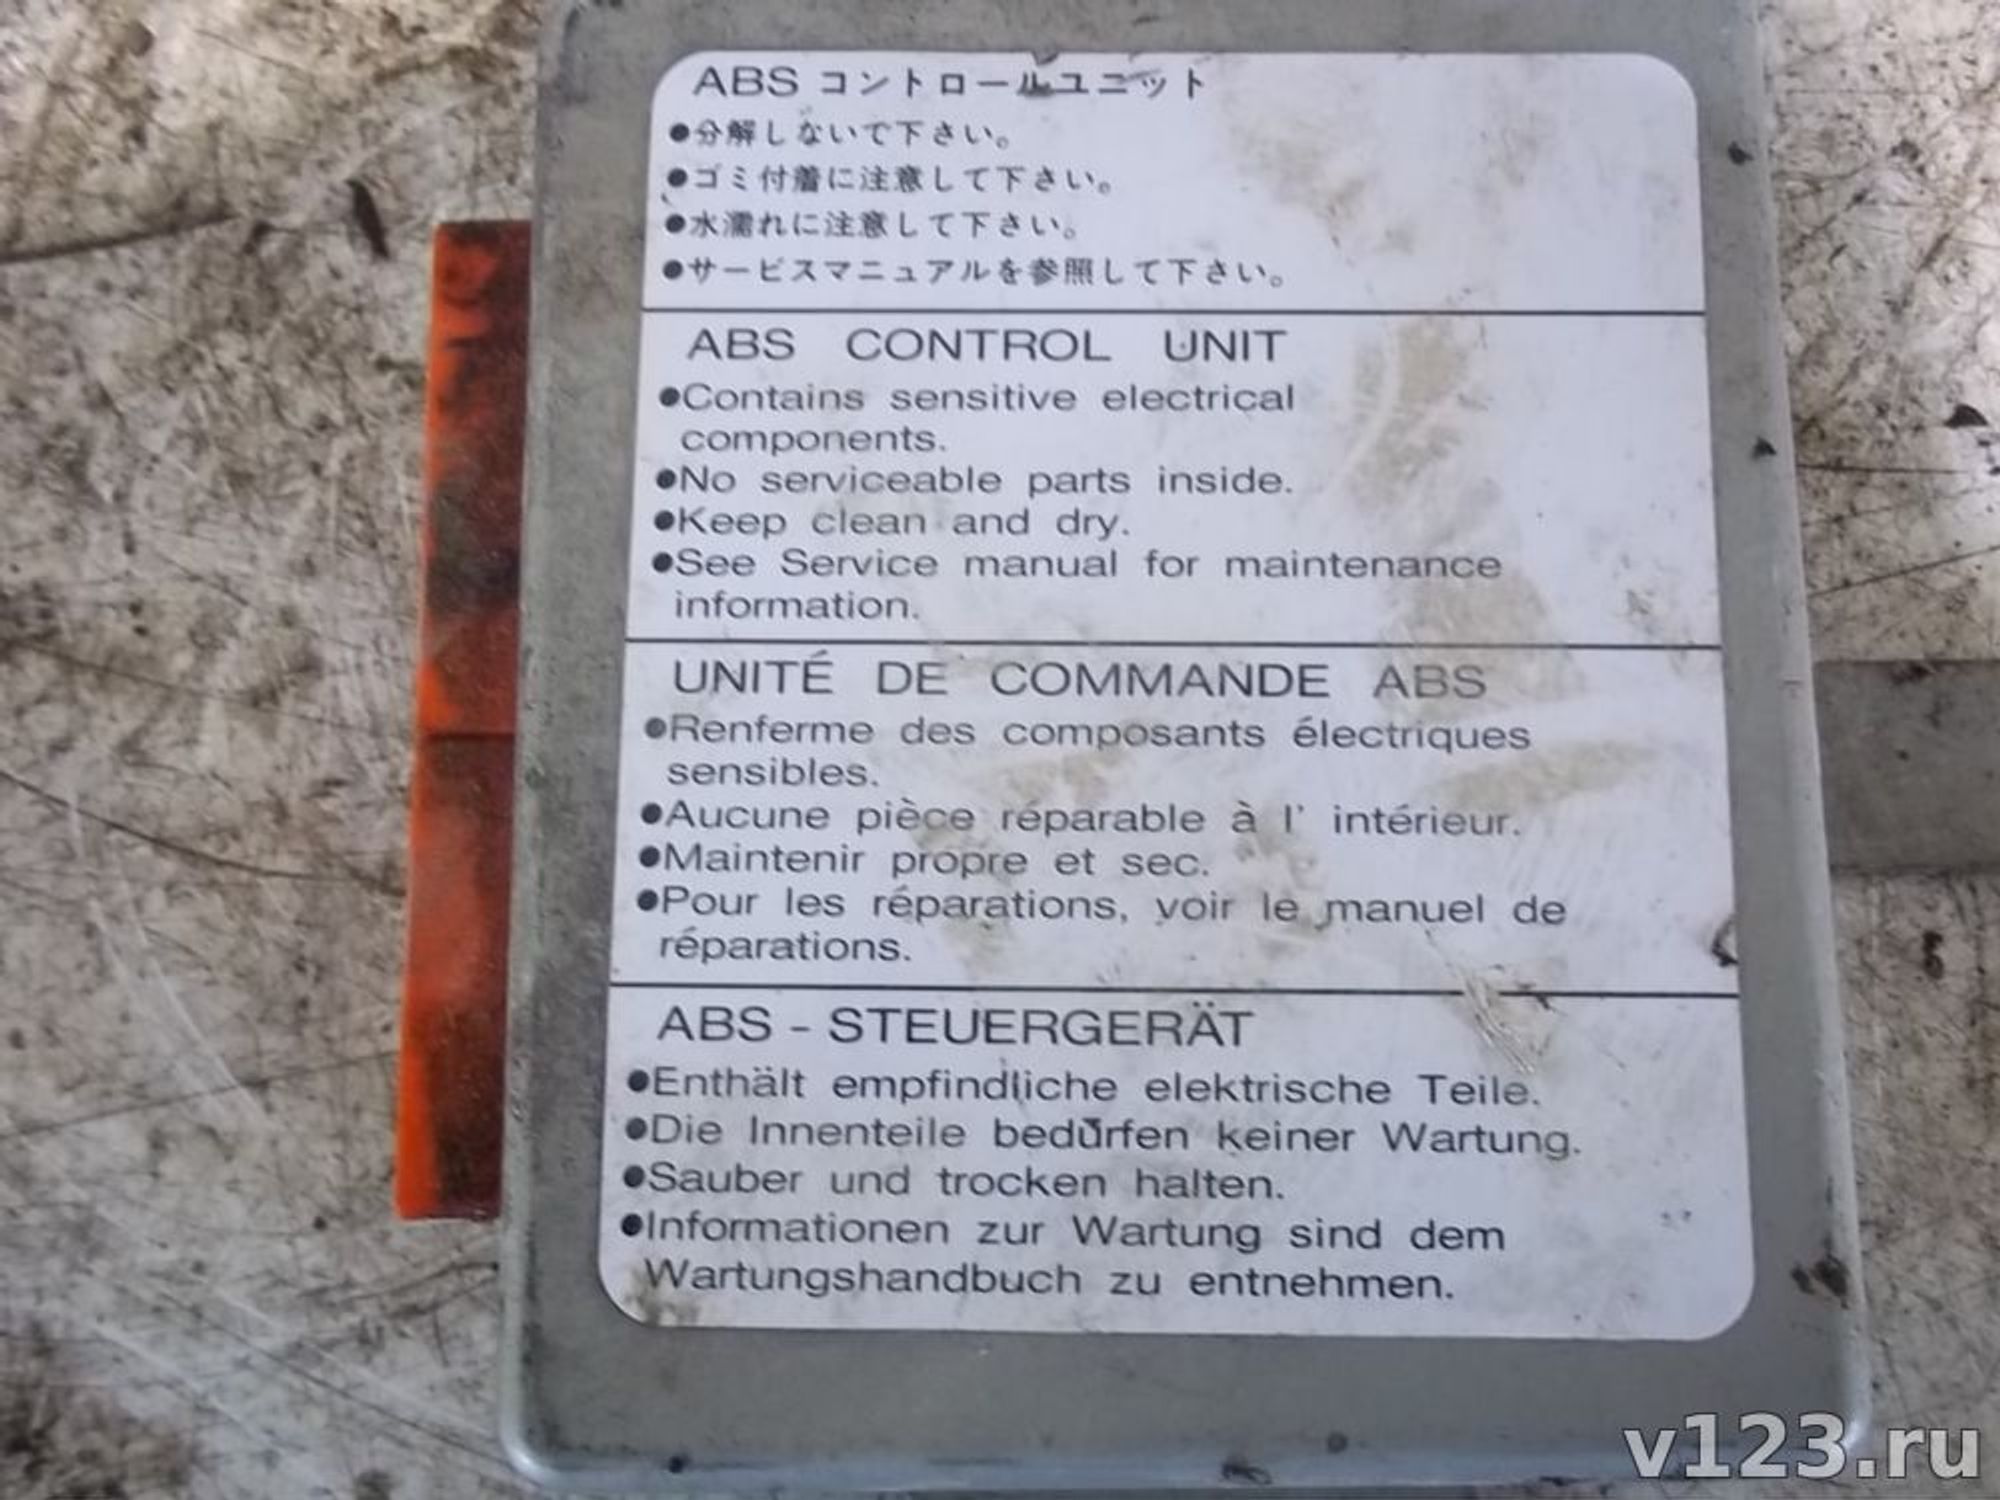 ABS コントロールユニット
●分解しないで下さい。
●ゴミ付着に注意して下さい。
●水濡れに注意して下さい。
●サービスマニュアルを参照して下さい。
ABS CONTROL UNIT
●Contains sensitive electrical
components.
●No serviceable parts inside.
●Keep clean and dry.
●See Service manual for maintenance
information.
UNITÉ DE COMMANDE ABS
●Renferme des composants électriques
sensibles.
●Aucune pièce réparable à l' intérieur.
●Maintenir propre et sec.
●Pour les réparations, voir le manuel de
réparations.
ABS - STEUERGERÄT
●Enthält empfindliche elektrische Teile.
●Die Innenteile bedürfen keiner Wartung.
●Sauber und trocken halten.
●Informationen zur Wartung sind dem
Wartungshandbuch zu entnehmen.
v123.ru